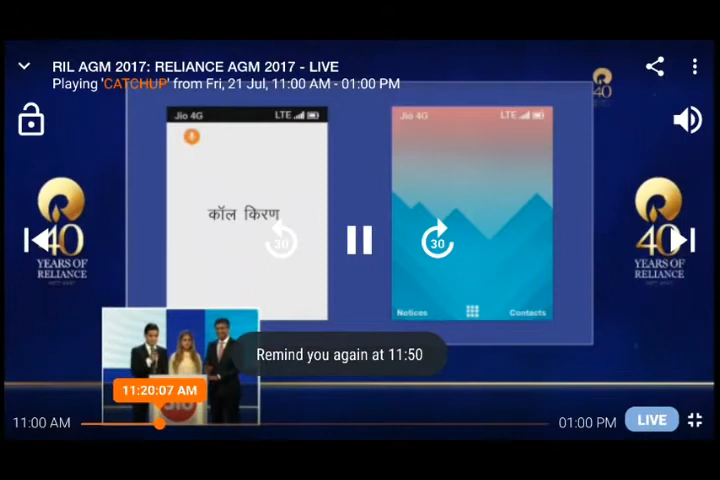 RIL AGM 2017: RELIANCE AGM 2017 - LIVE
Playing 'CATCHUP' from Fri, 21 Jul, 11:00 AM - 01:00 PM
40
Jio 4G LTE
Jio 4G LTE
कॉल किरण
30
30
40
YEARS OF
RELIANCE
40
YEARS OF
RELIANCE
Notices Contacts
Remind you again at 11:50
11:20:07 AM
Jio
11:00 AM
01:00 PM
LIVE